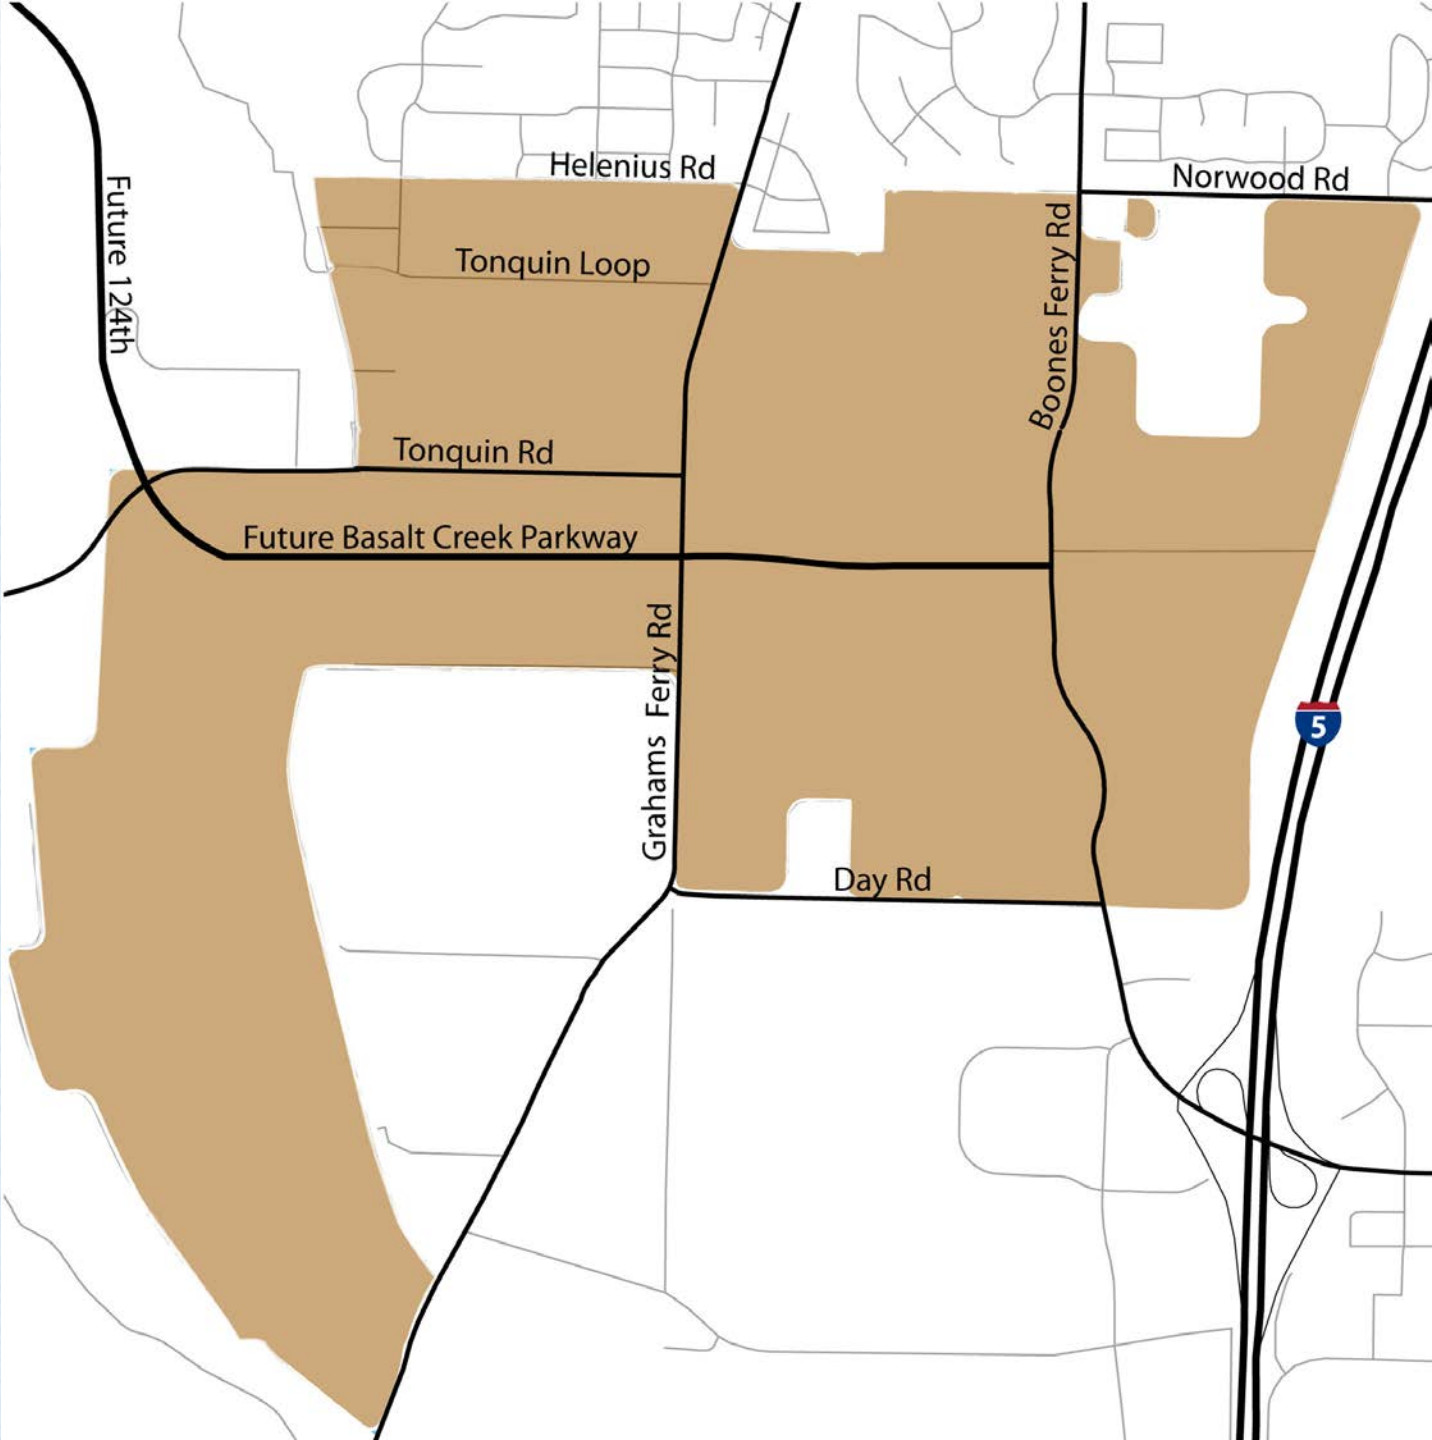 Helenius Rd
Norwood Rd
Future 124th
Tonquin Loop
Boones Ferry Rd
Tonquin Rd
Future Basalt Creek Parkway
Grahams Ferry Rd
5
Day Rd